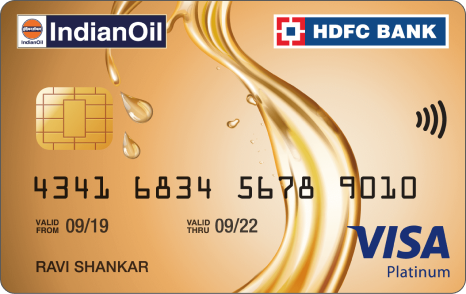 IndianOil
IndianOil
HDFC BANK
4341 6834 5678 9010
VALID FROM 09/19 VALID THRU 09/22
VISA
Platinum
RAVI SHANKAR